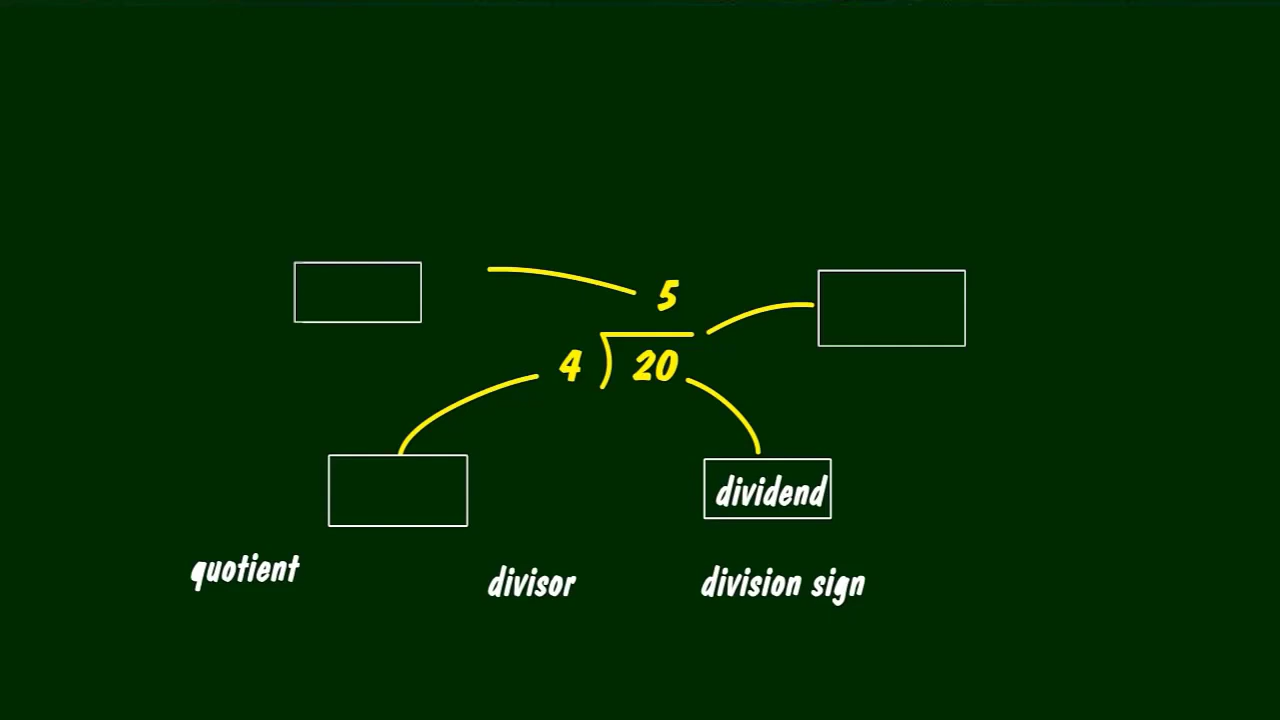 5
4 ) 20
dividend
quotient
divisor
division sign